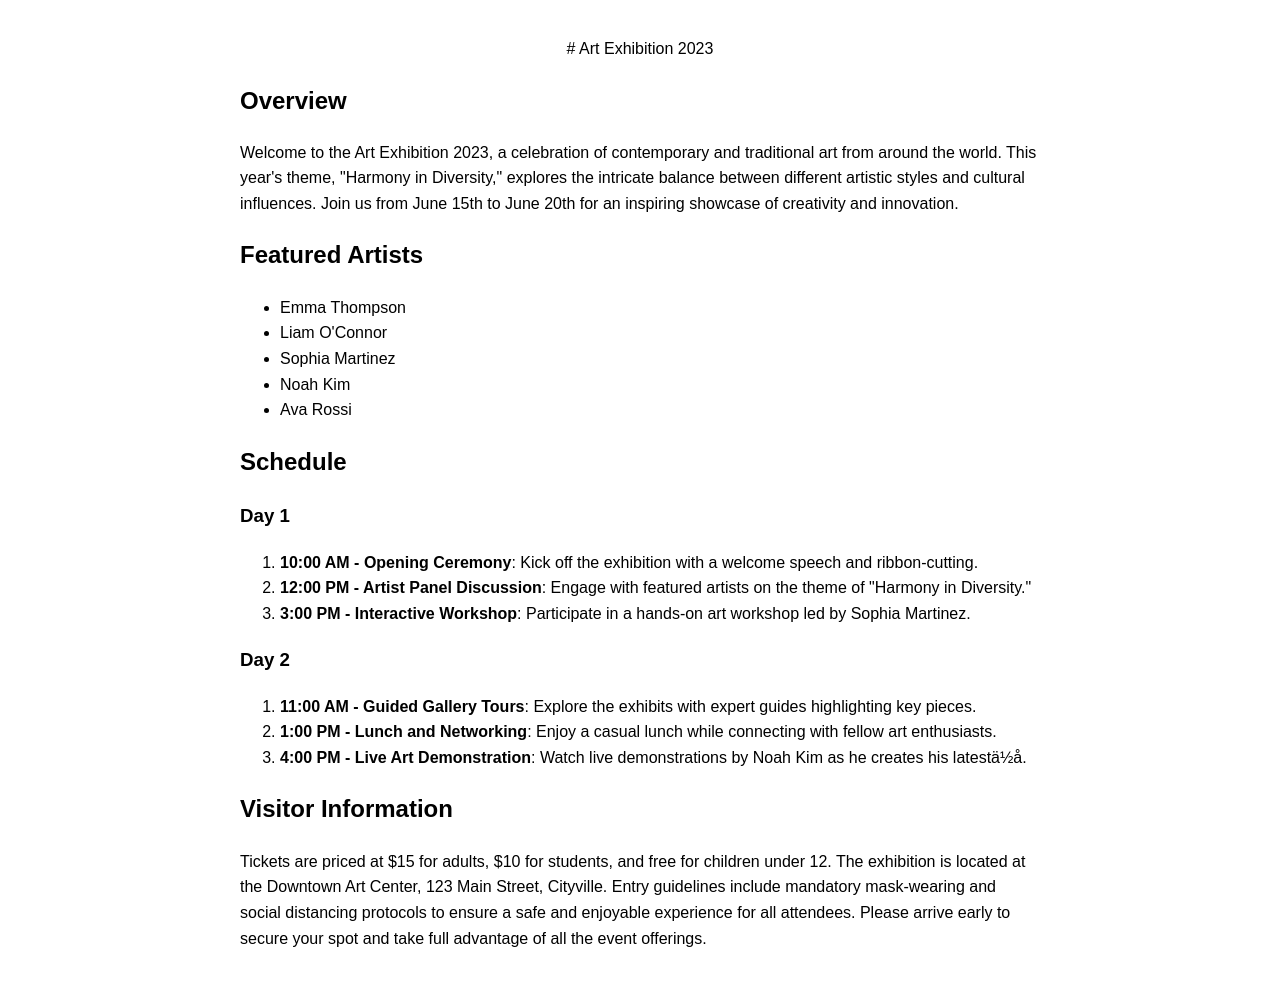 # Art Exhibition 2023
Overview
Welcome to the Art Exhibition 2023, a celebration of contemporary and traditional art from around the world. This
year's theme, "Harmony in Diversity," explores the intricate balance between different artistic styles and cultural
influences. Join us from June 15th to June 20th for an inspiring showcase of creativity and innovation.
Featured Artists
• Emma Thompson
• Liam O'Connor
• Sophia Martinez
• Noah Kim
• Ava Rossi
Schedule
Day 1
1. 10:00 AM - Opening Ceremony: Kick off the exhibition with a welcome speech and ribbon-cutting.
2. 12:00 PM - Artist Panel Discussion: Engage with featured artists on the theme of "Harmony in Diversity."
3. 3:00 PM - Interactive Workshop: Participate in a hands-on art workshop led by Sophia Martinez.
Day 2
1. 11:00 AM - Guided Gallery Tours: Explore the exhibits with expert guides highlighting key pieces.
2. 1:00 PM - Lunch and Networking: Enjoy a casual lunch while connecting with fellow art enthusiasts.
3. 4:00 PM - Live Art Demonstration: Watch live demonstrations by Noah Kim as he creates his latestä½å.
Visitor Information
Tickets are priced at $15 for adults, $10 for students, and free for children under 12. The exhibition is located at
the Downtown Art Center, 123 Main Street, Cityville. Entry guidelines include mandatory mask-wearing and
social distancing protocols to ensure a safe and enjoyable experience for all attendees. Please arrive early to
secure your spot and take full advantage of all the event offerings.